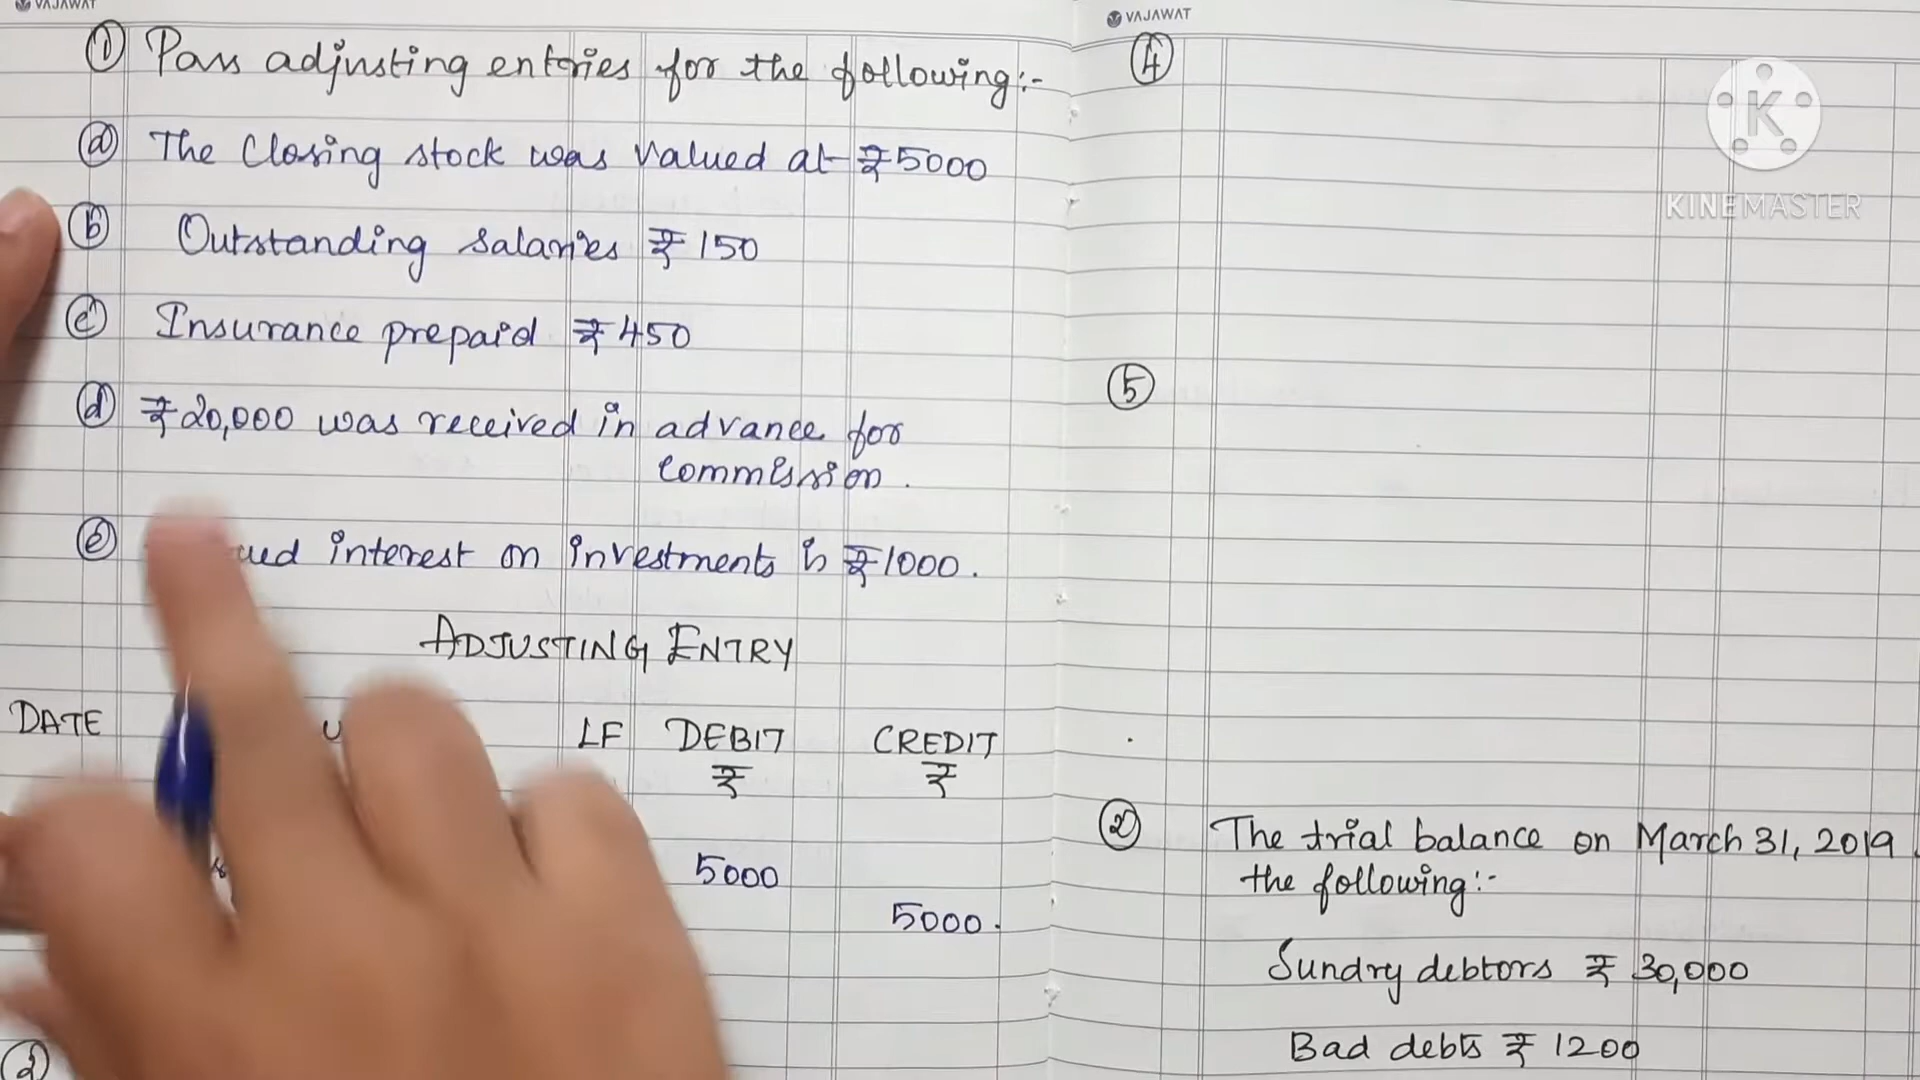 VAJAWAT
① Pass adjusting entries for the following:-
ⓐ The Closing stock was valued at ₹5000
ⓑ Outstanding salaries ₹150
ⓒ Insurance prepaid ₹450
ⓓ ₹20,000 was received in advance for
commission.
ⓔ interest on investments is ₹1000.
ADJUSTING ENTRY
DATE LF DEBIT CREDIT
₹ ₹
5000
5000.
2
VAJAWAT
④
⑤
② The trial balance on March 31, 2019
the following:-
Sundry debtors ₹ 30,000
Bad debts ₹ 1200
K
KINEMASTER